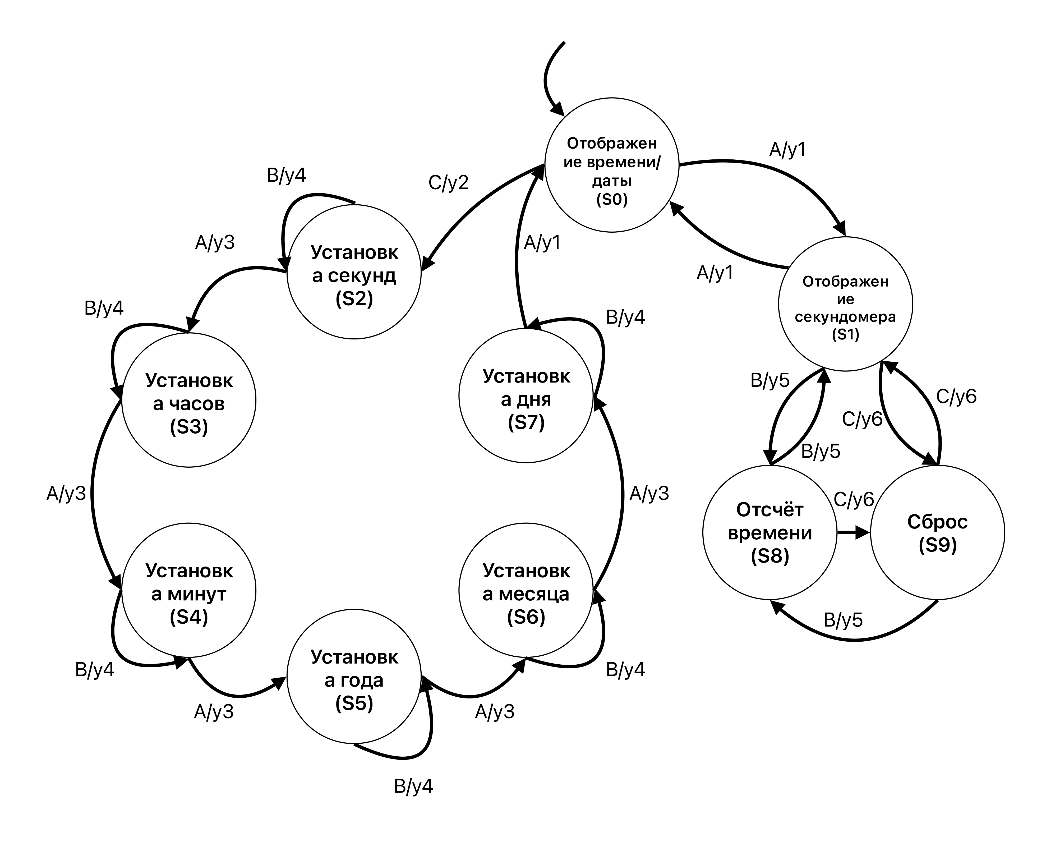 Отображен
ие времени/
даты
(S0)
A/y1
B/y4
C/y2
A/y3
Установк
а секунд
(S2)
A/y1
A/y1
Отображен
ие
секундомера
(S1)
B/y4
Установк
а часов
(S3)
B/y4
Установк
а дня
(S7)
B/y5
C/y6
C/y6
B/y5
A/y3
A/y3
C/y6
Отсчёт
времени
(S8)
Сброс
(S9)
Установк
а минут
(S4)
Установк
а месяца
(S6)
B/y5
B/y4
Установк
а года
(S5)
B/y4
A/y3
A/y3
B/y4